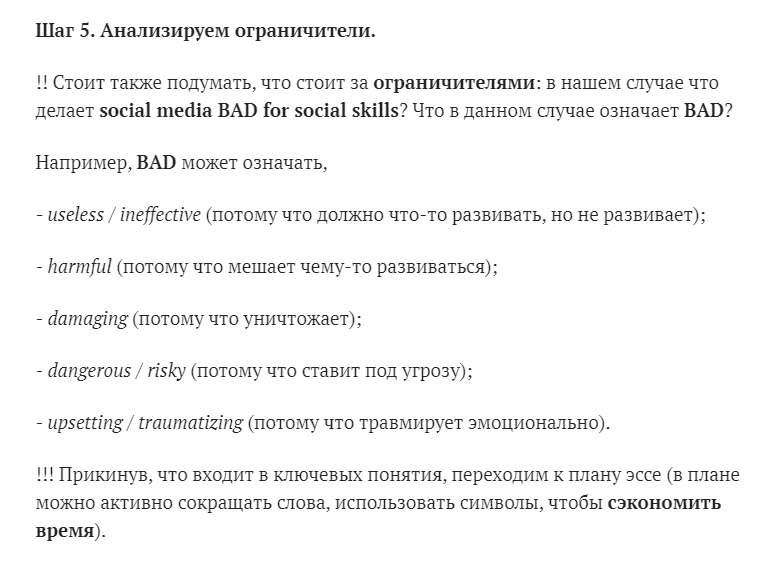 Шаг 5. Анализируем ограничители.
!! Стоит также подумать, что стоит за ограничителями: в нашем случае что
делает social media BAD for social skills? Что в данном случае означает BAD?
Например, BAD может означать,
- useless / ineffective (потому что должно что-то развивать, но не развивает);
- harmful (потому что мешает чему-то развиваться);
- damaging (потому что уничтожает);
- dangerous / risky (потому что ставит под угрозу);
- upsetting / traumatizing (потому что травмирует эмоционально).
!!! Прикинув, что входит в ключевых понятия, переходим к плану эссе (в плане
можно активно сокращать слова, использовать символы, чтобы сэкономить
время).